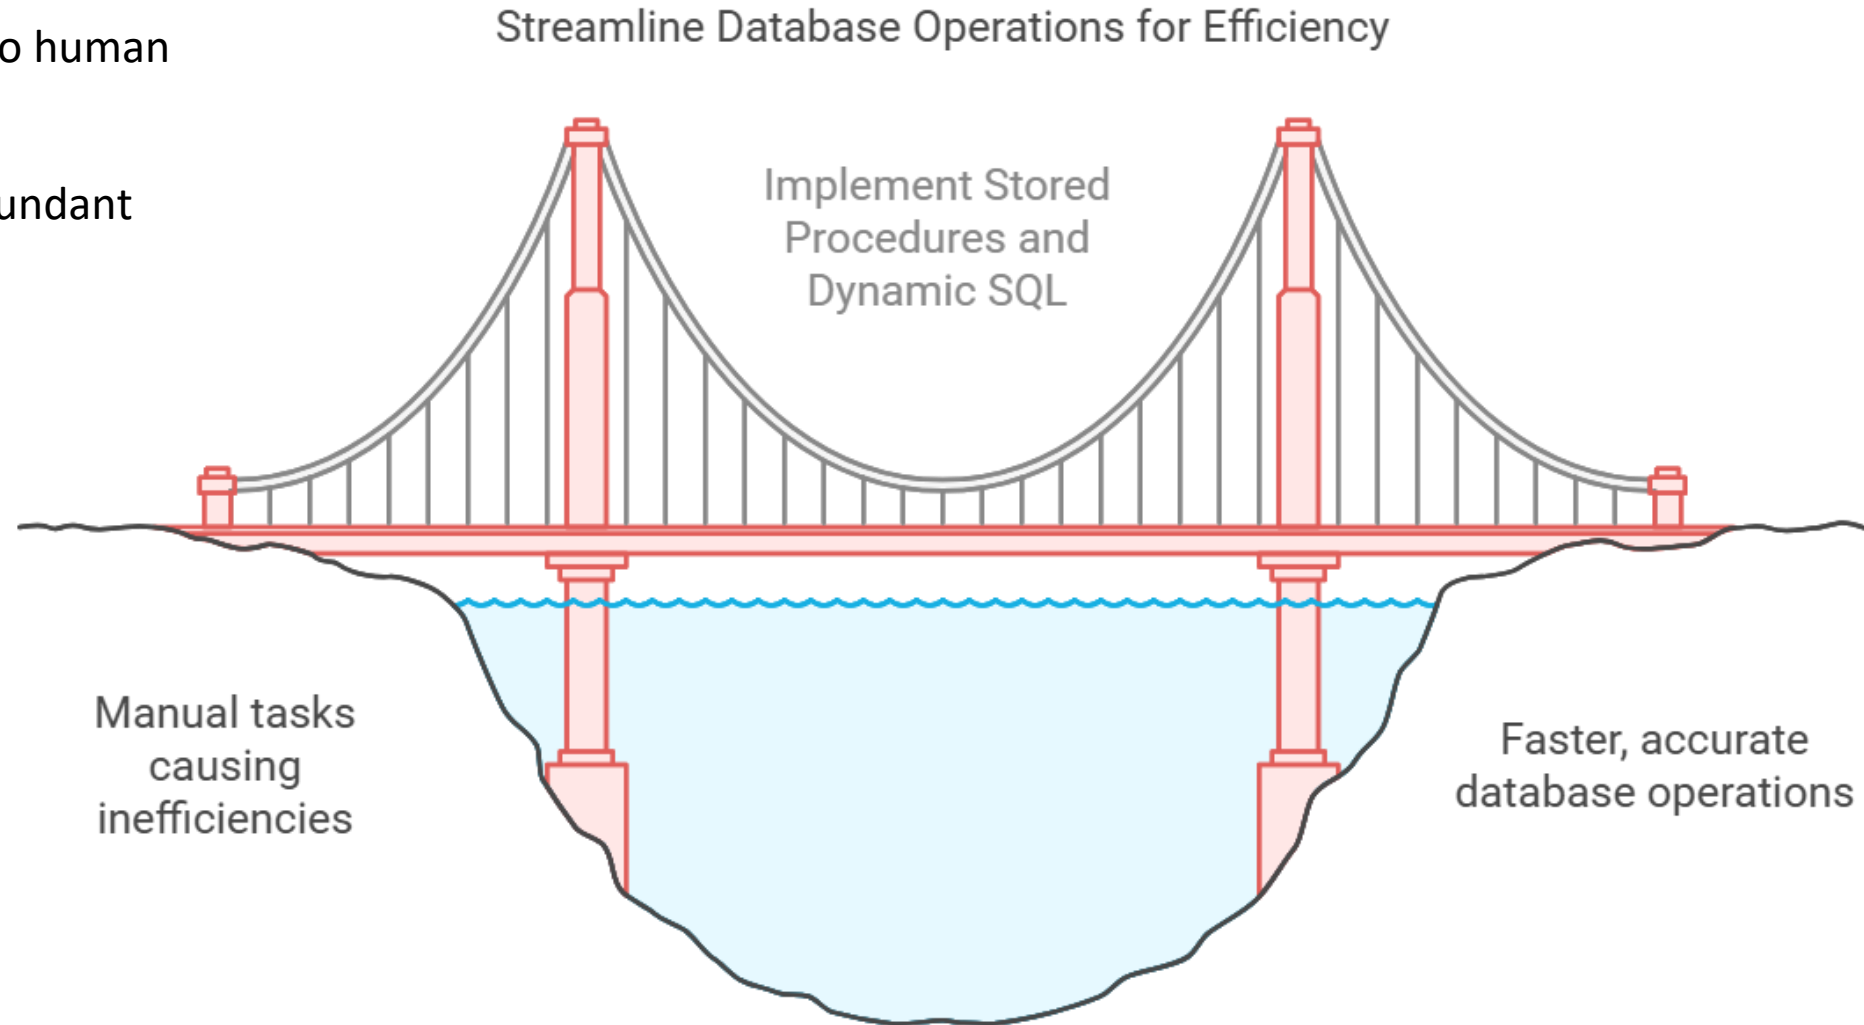 o human
undant
Streamline Database Operations for Efficiency
Implement Stored
Procedures and
Dynamic SQL
Manual tasks
causing
inefficiencies
Faster, accurate
database operations